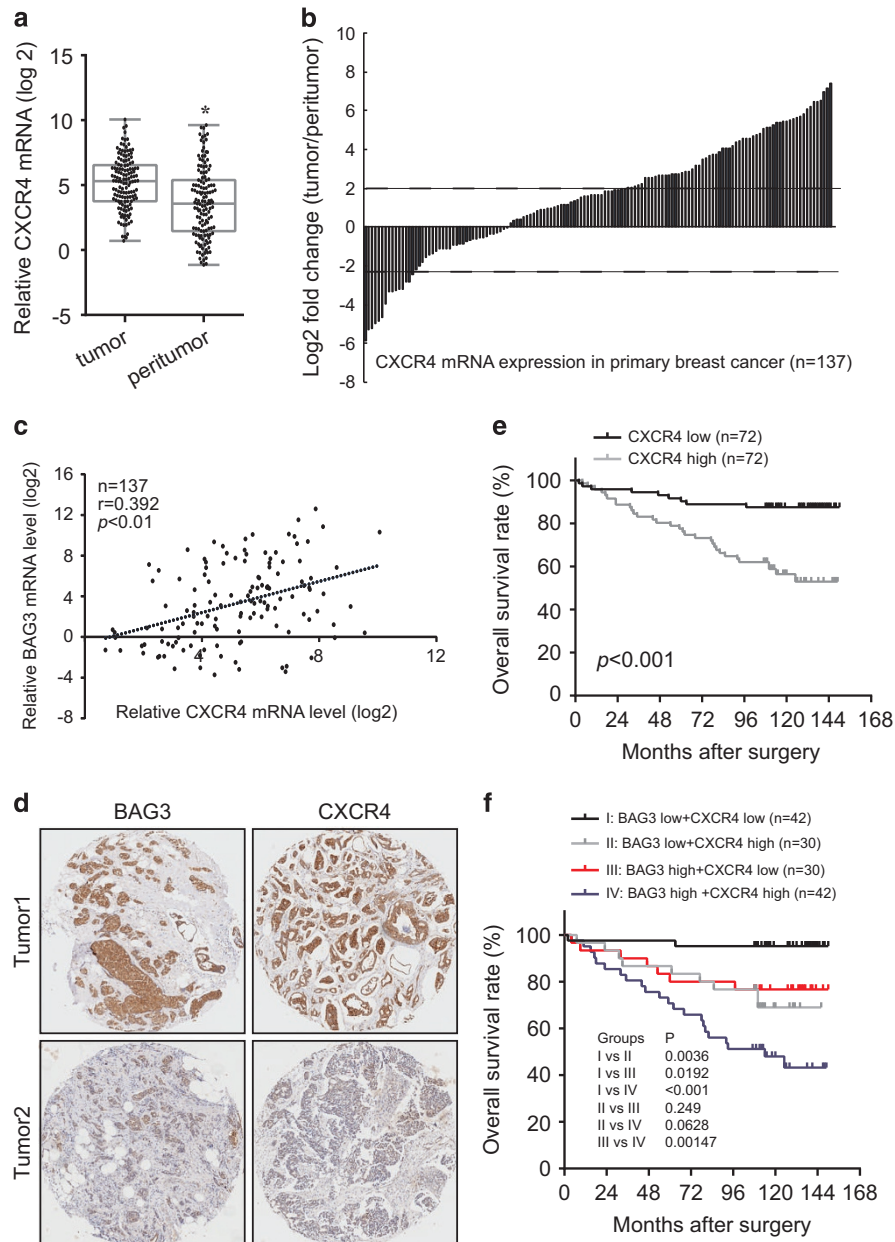 a
Relative CXCR4 mRNA (log 2)
15
10
5
0
-5
*
tumor
peritumor
b
Log2 fold change (tumor/peritumor)
10
8
6
4
2
0
-2
-4
-6
-8
CXCR4 mRNA expression in primary breast cancer (n=137)
c
Relative BAG3 mRNA level (log2)
16
12
8
4
0
-4
-8
n=137
r=0.392
p<0.01
4
8
12
Relative CXCR4 mRNA level (log2)
e
CXCR4 low (n=72)
CXCR4 high (n=72)
Overall survival rate (%)
100
80
60
40
20
0
p<0.001
0 24 48 72 96 120 144 168
Months after surgery
d
BAG3
CXCR4
Tumor1
Tumor2
f
I: BAG3 low+CXCR4 low (n=42)
II: BAG3 low+CXCR4 high (n=30)
III: BAG3 high+CXCR4 low (n=30)
IV: BAG3 high +CXCR4 high (n=42)
Overall survival rate (%)
100
80
60
40
20
0
Groups P
I vs II 0.0036
I vs III 0.0192
I vs IV <0.001
II vs III 0.249
II vs IV 0.0628
III vs IV 0.00147
0 24 48 72 96 120 144 168
Months after surgery